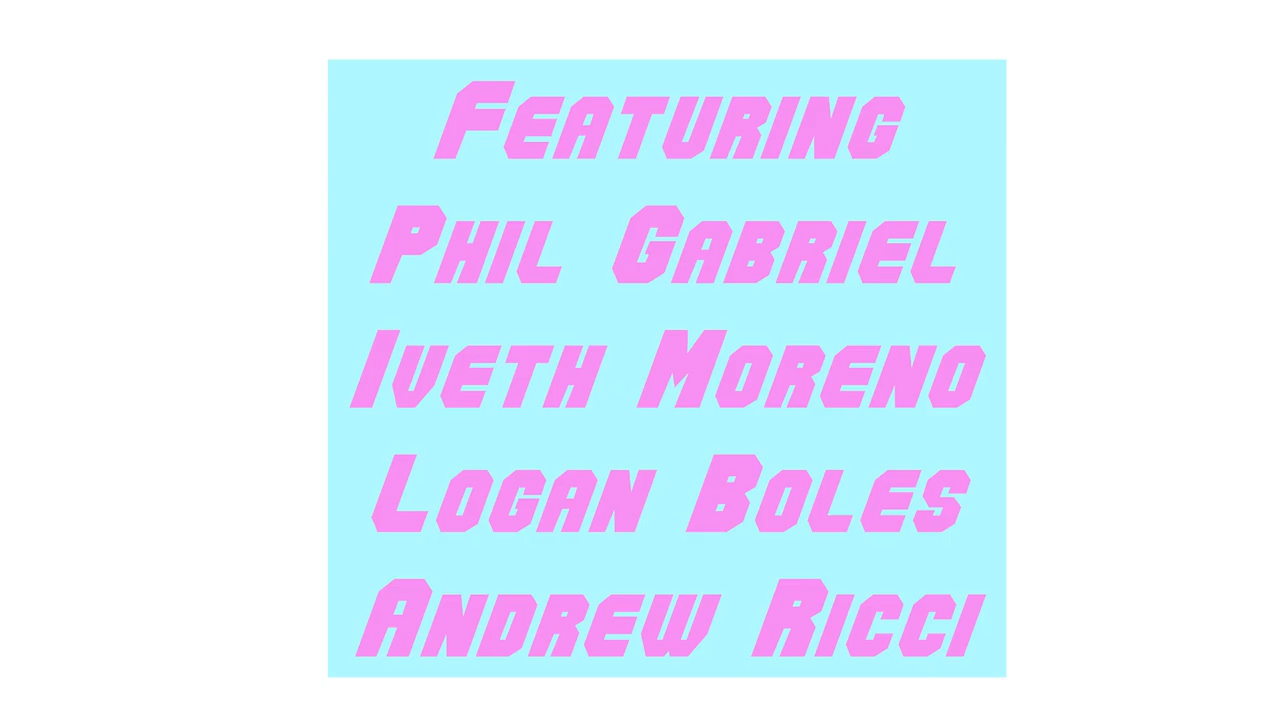 Featuring
Phil Gabriel
Iveth Moreno
Logan Boles
Andrew Ricci